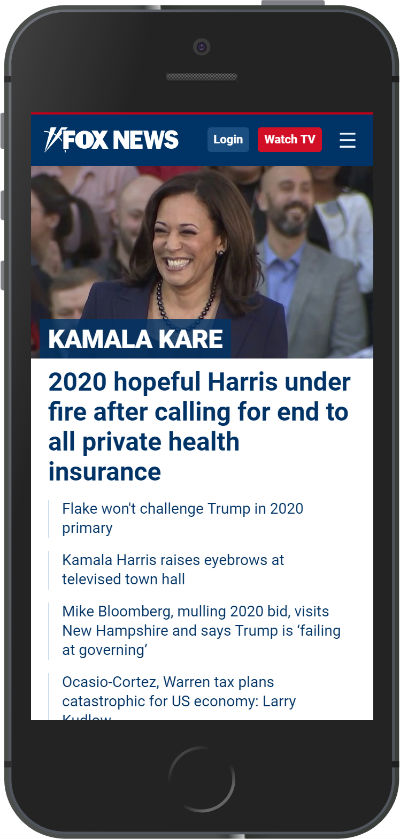 FOX NEWS
Login
Watch TV
KAMALA KARE
2020 hopeful Harris under
fire after calling for end to
all private health
insurance
Flake won't challenge Trump in 2020
primary
Kamala Harris raises eyebrows at
televised town hall
Mike Bloomberg, mulling 2020 bid, visits
New Hampshire and says Trump is ‘failing
at governing‘
Ocasio-Cortez, Warren tax plans
catastrophic for US economy: Larry
Kudlow